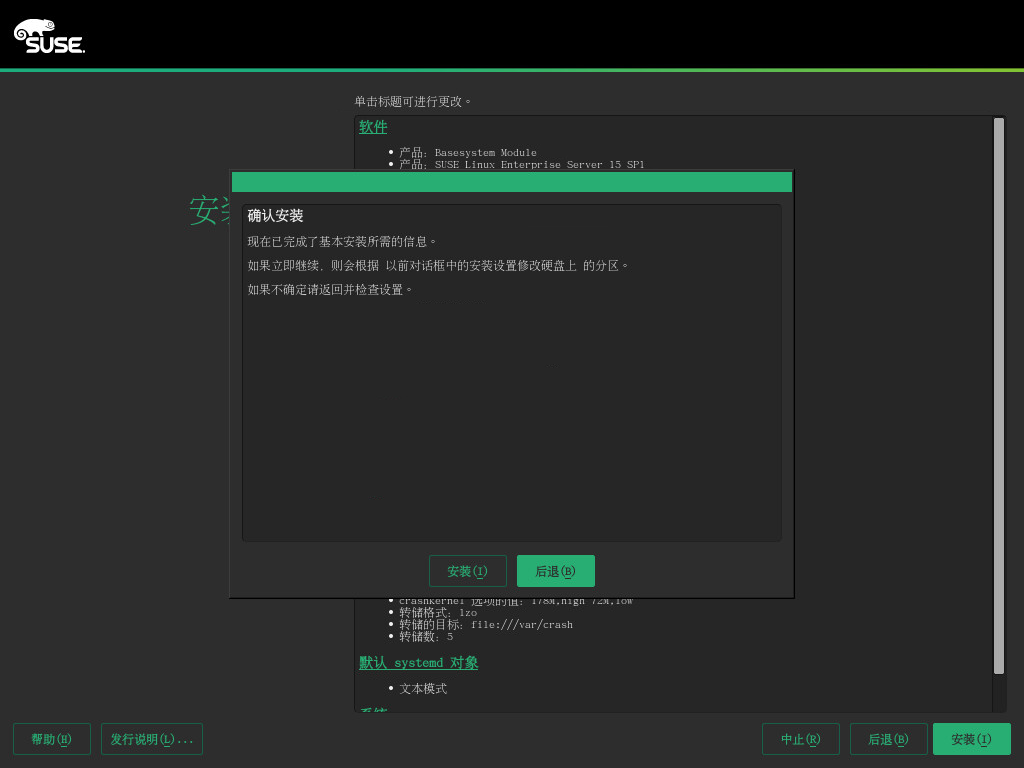 SUSE.
单击标题可进行更改。
软件
• 产品: Basesystem Module
• 产品: SUSE Linux Enterprise Server 15 SP1
安
确认安装
现在已完成了基本安装所需的信息。
如果立即继续，则会根据 以前对话框中的安装设置修改硬盘上 的分区。
如果不确定请返回并检查设置。
安装(I) 后退(B)
• crashkernel 选项的值: 178M,high 72M,low
• 转储格式: lzo
• 转储的目标: file:///var/crash
• 转储数: 5
默认 systemd 对象
• 文本模式
系统
帮助(H) 发行说明(L)... 中止(R) 后退(B) 安装(I)